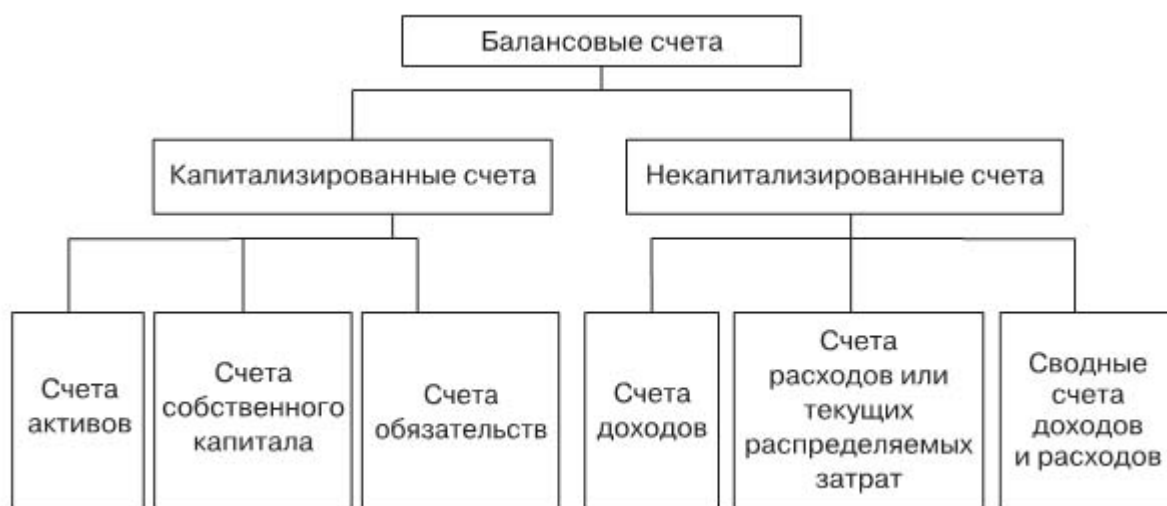 Балансовые счета
Капитализированные счета
Некапитализированные счета
Счета
активов
Счета
собственного
капитала
Счета
обязательств
Счета
доходов
Счета
расходов или
текущих
распределяемых
затрат
Сводные
счета
доходов
и расходов